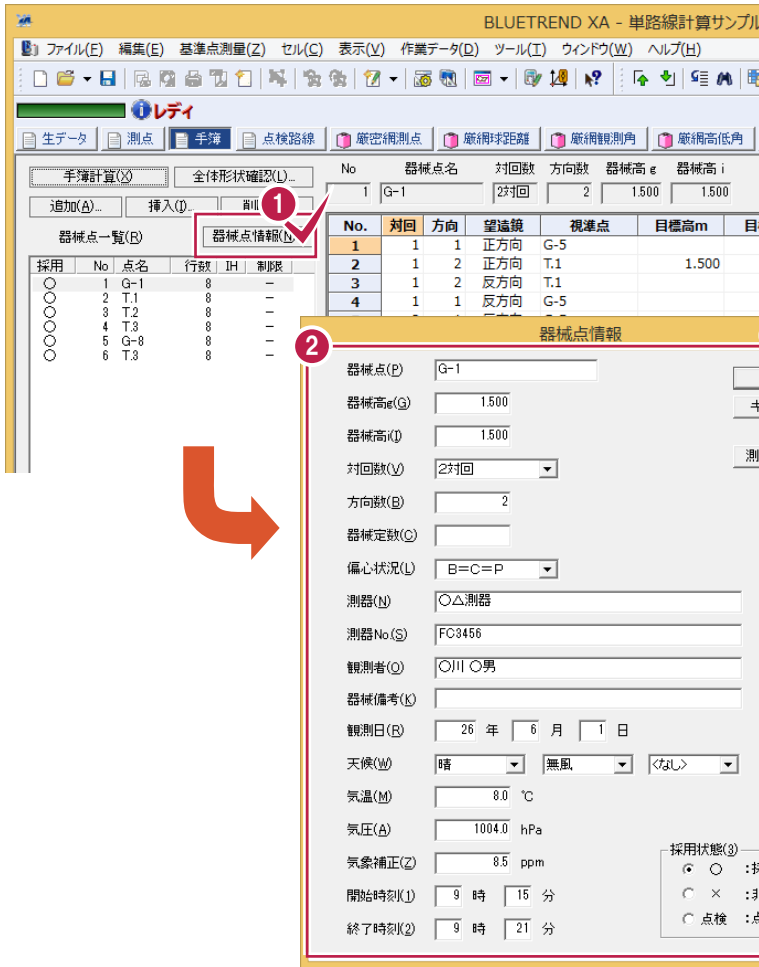 BLUETREND XA - 単路線計算サンプル
ファイル(F) 編集(E) 基準点測量(Z) セル(C) 表示(V) 作業データ(D) ツール(T) ウィンドウ(W) ヘルプ(H)
レディ
生データ 測点 手簿 点検路線 厳密網測点 厳網球距離 厳網観測角 厳網高低角
手簿計算(X) 全体形状確認(L)...
追加(A)... 挿入(I)... 削
器械点一覧(R) 器械点情報(N)
1
採用 No 点名 行数 IH 制限
○ 1 G-1 8 －
○ 2 T.1 8 －
○ 3 T.2 8 －
○ 4 T.3 8 －
○ 5 G-8 8 －
○ 6 T.3 8 －
No 器械点名 対回数 方向数 器械高g 器械高i
1 G-1 2対回 2 1.500 1.500
No. 対回 方向 望遠鏡 視準点 目標高m 目
1 1 1 正方向 G-5
2 1 2 正方向 T.1 1.500
3 1 2 反方向 T.1
4 1 1 反方向 G-5
2
器械点情報
器械点(P) G-1
器械高g(G) 1.500
器械高i(I) 1.500
対回数(V) 2対回
測
方向数(B) 2
器械定数(C)
偏心状況(L) B=C=P
測器(N) ○△測器
測器No.(S) FC3456
観測者(O) ○川 ○男
器械備考(K)
観測日(R) 26 年 6 月 1 日
天候(W) 晴 無風 <なし>
気温(M) 8.0 ℃
気圧(A) 1004.0 hPa
気象補正(Z) 8.5 ppm
開始時刻(1) 9 時 15 分
終了時刻(2) 9 時 21 分
採用状態(3)
○ :採
× :非
点検 :点